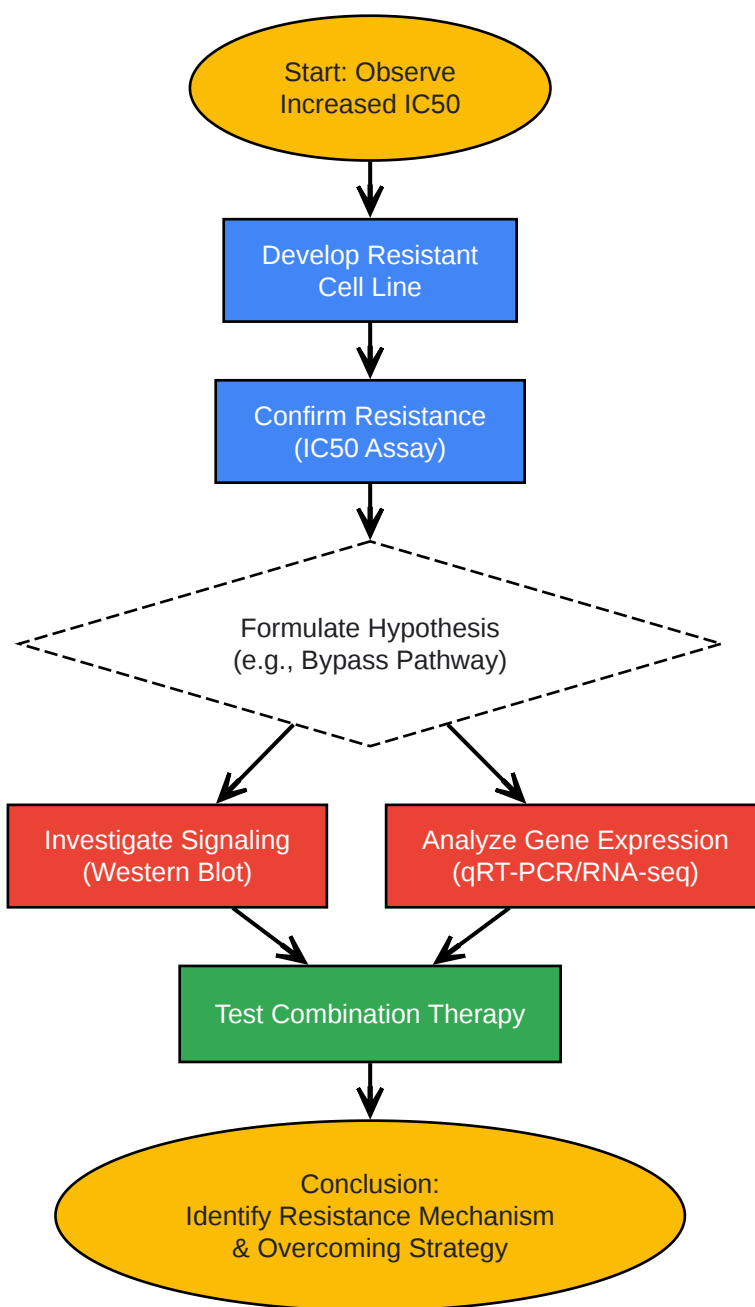 Start: Observe
Increased IC50
Develop Resistant
Cell Line
Confirm Resistance
(IC50 Assay)
Formulate Hypothesis
(e.g., Bypass Pathway)
Investigate Signaling
(Western Blot)
Analyze Gene Expression
(qRT-PCR/RNA-seq)
Test Combination Therapy
Conclusion:
Identify Resistance Mechanism
& Overcoming Strategy